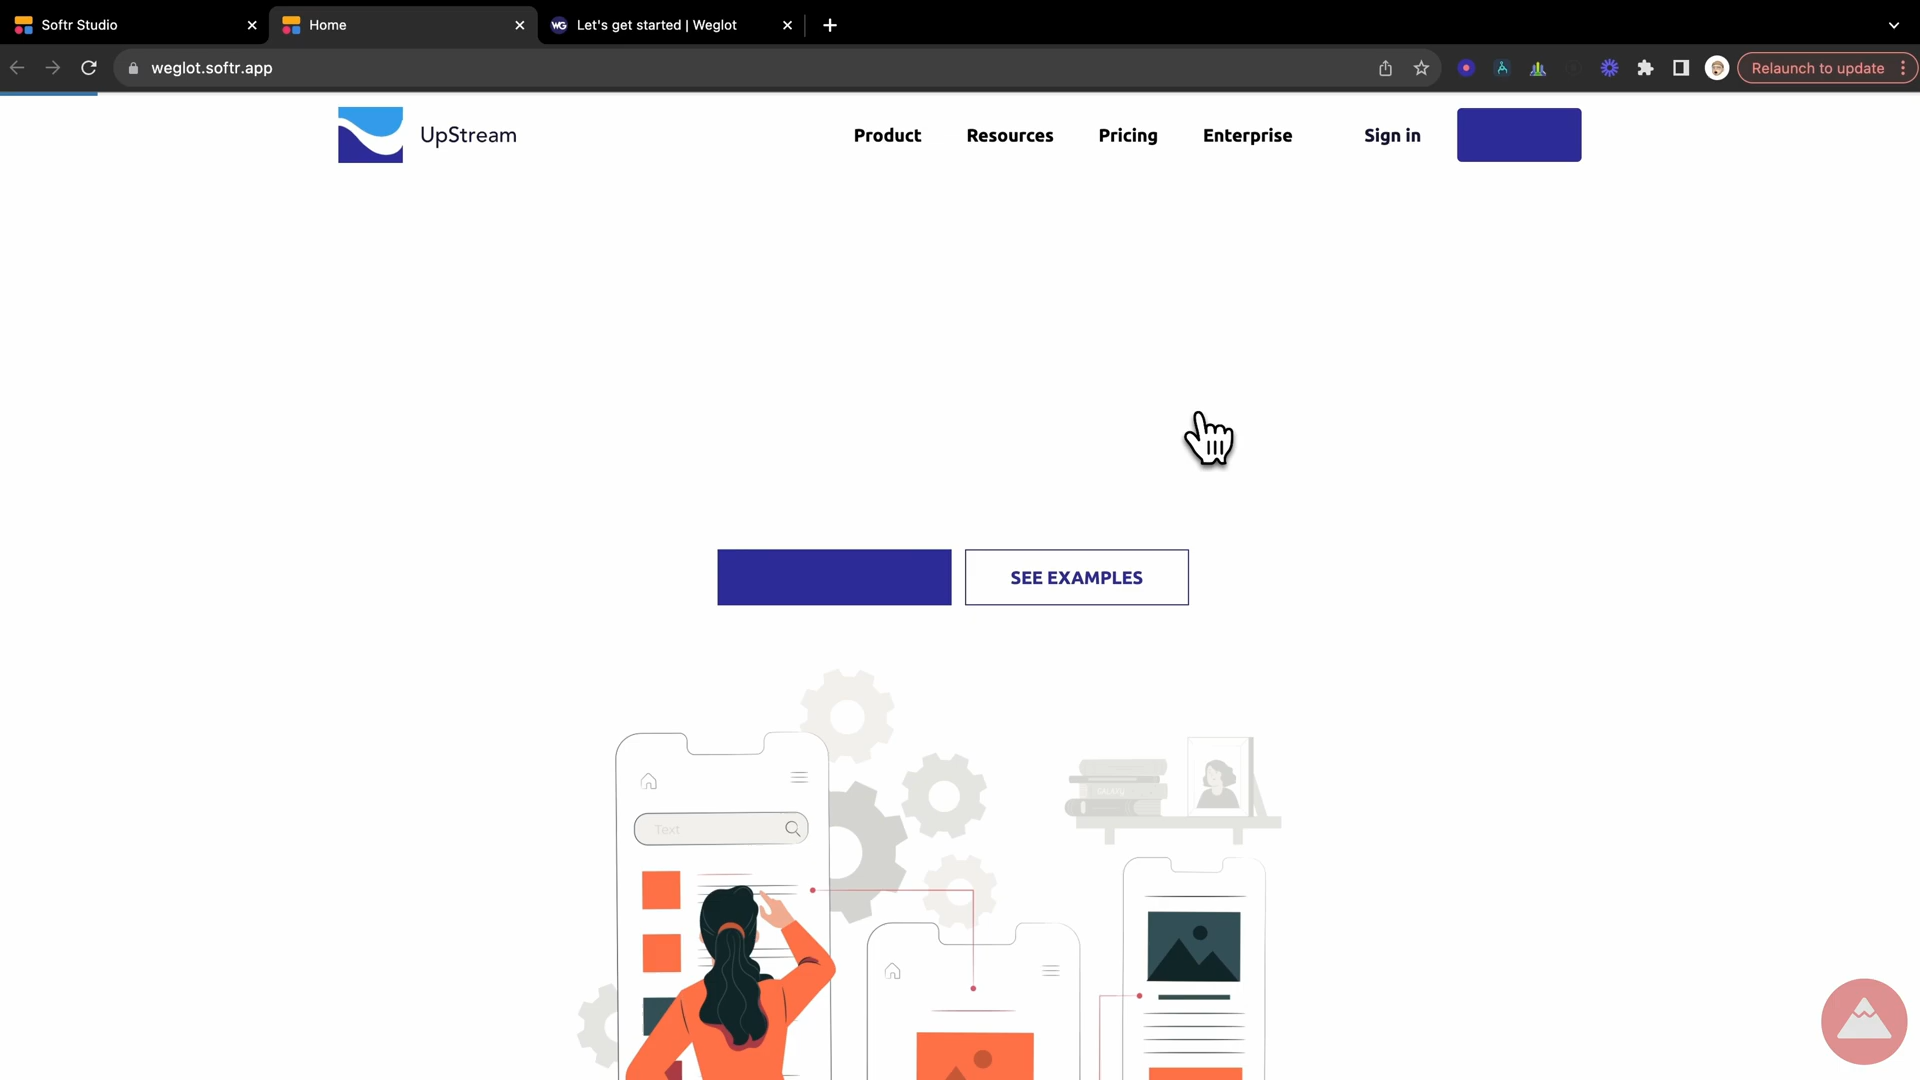 Softr Studio
Home
WG Let's get started | Weglot
weglot.softr.app
Relaunch to update
UpStream
Product
Resources
Pricing
Enterprise
Sign in
SEE EXAMPLES
Text